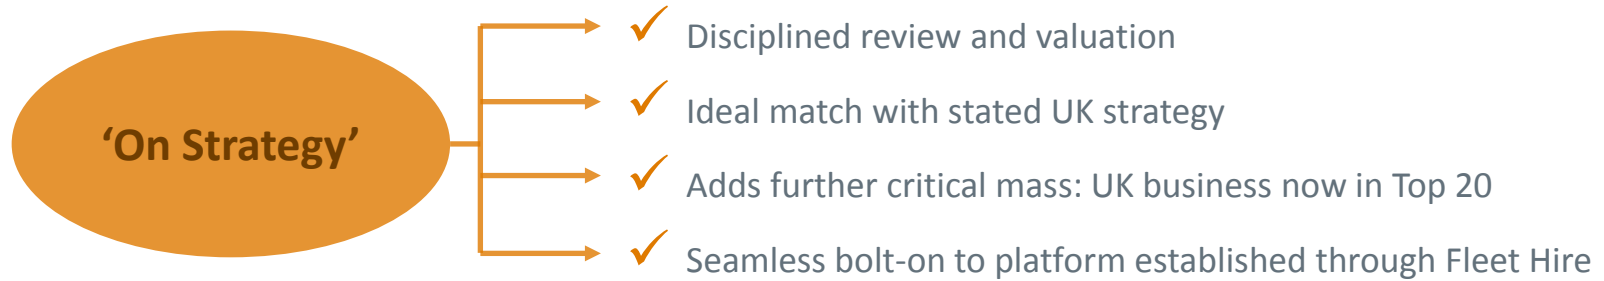 ‘On Strategy’
Disciplined review and valuation
Ideal match with stated UK strategy
Adds further critical mass: UK business now in Top 20
Seamless bolt-on to platform established through Fleet Hire